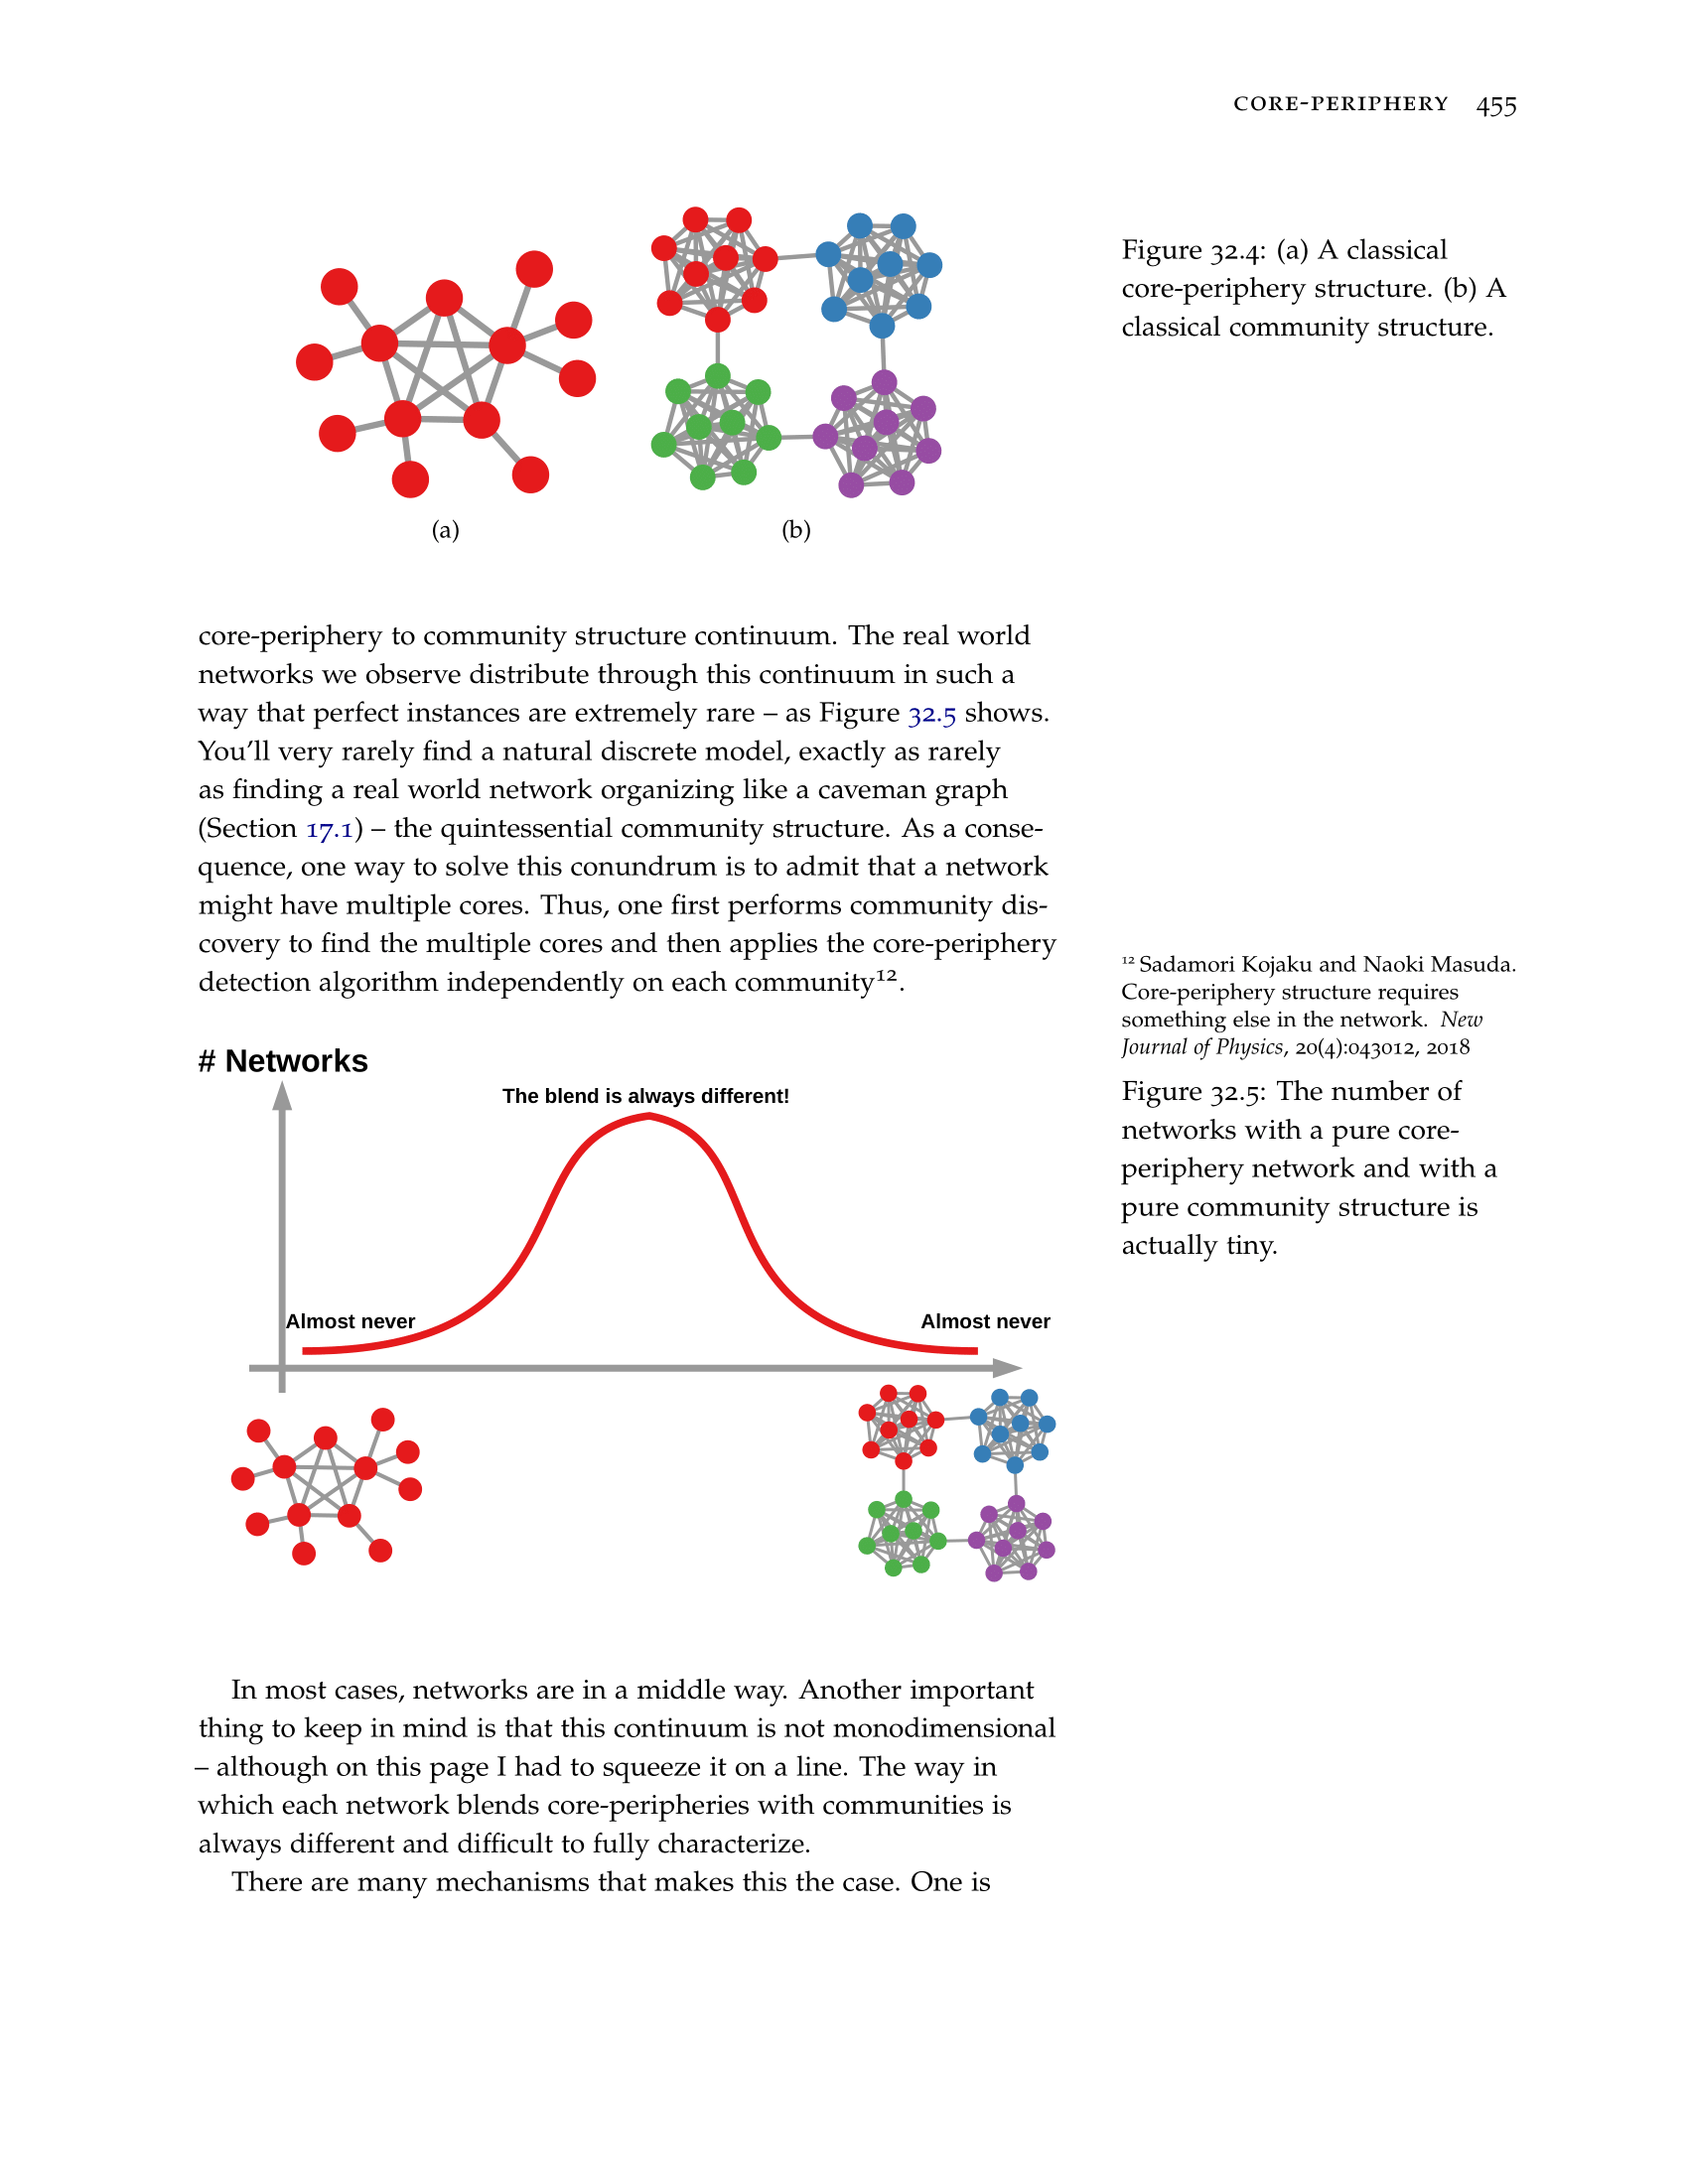 CORE-PERIPHERY 455
Figure 32.4: (a) A classical
core-periphery structure. (b) A
classical community structure.
(a)
(b)
core-periphery to community structure continuum. The real world
networks we observe distribute through this continuum in such a
way that perfect instances are extremely rare – as Figure 32.5 shows.
You'll very rarely find a natural discrete model, exactly as rarely
as finding a real world network organizing like a caveman graph
(Section 17.1) – the quintessential community structure. As a conse-
quence, one way to solve this conundrum is to admit that a network
might have multiple cores. Thus, one first performs community dis-
covery to find the multiple cores and then applies the core-periphery
detection algorithm independently on each community¹².
¹² Sadamori Kojaku and Naoki Masuda.
Core-periphery structure requires
something else in the network. New
Journal of Physics, 20(4):043012, 2018
# Networks
The blend is always different!
Almost never
Almost never
Figure 32.5: The number of
networks with a pure core-
periphery network and with a
pure community structure is
actually tiny.
In most cases, networks are in a middle way. Another important
thing to keep in mind is that this continuum is not monodimensional
– although on this page I had to squeeze it on a line. The way in
which each network blends core-peripheries with communities is
always different and difficult to fully characterize.
There are many mechanisms that makes this the case. One is